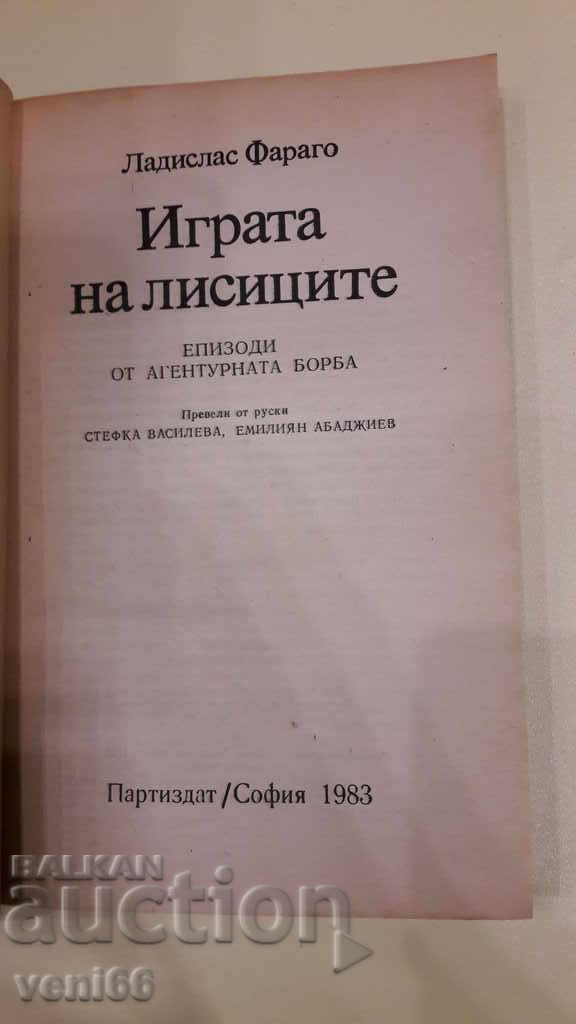 Ладислас Фараго
Играта
на лисиците
ЕПИЗОДИ
ОТ АГЕНТУРНАТА БОРБА
Превели от руски
СТЕФКА ВАСИЛЕВА, ЕМИЛИЯН АБАДЖИЕВ
Партиздат/София 1983
BALKAN
auction
veni66